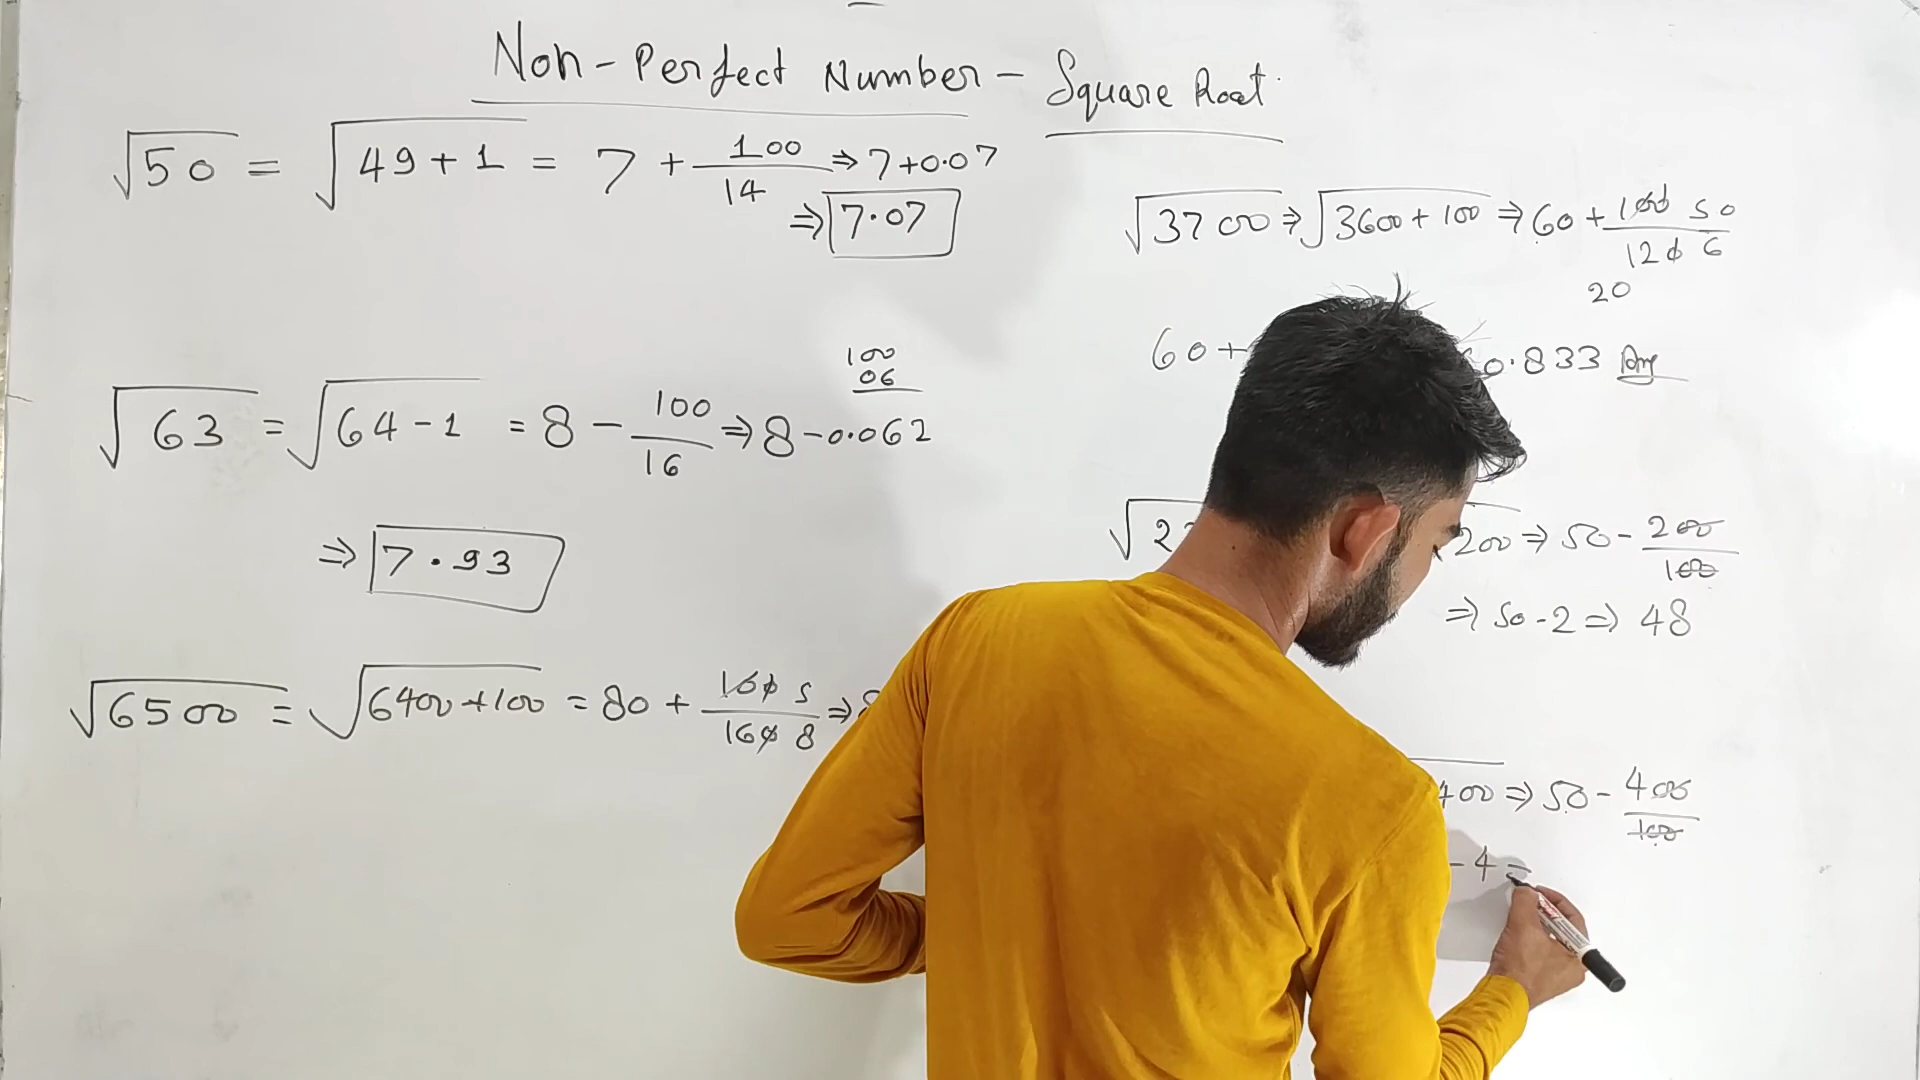 Non-Perfect Number - Square Root
√50 = √49+1 = 7 + 100/14 ⇒ 7+0.07
⇒ 7.07
100
06
√63 = √64-1 = 8 - 100/16 ⇒ 8-0.062
⇒ 7.93
√6500 = √6400+100 = 80 + 100 5/160 8 ⇒
√3700 ⇒ √3600+100 ⇒ 60 + 100 50/120 6
20
60+ 0.833 Ans
200 ⇒ 50 - 200/100
⇒ 50-2 ⇒ 48
400 ⇒ 50 - 400/100
-4 =